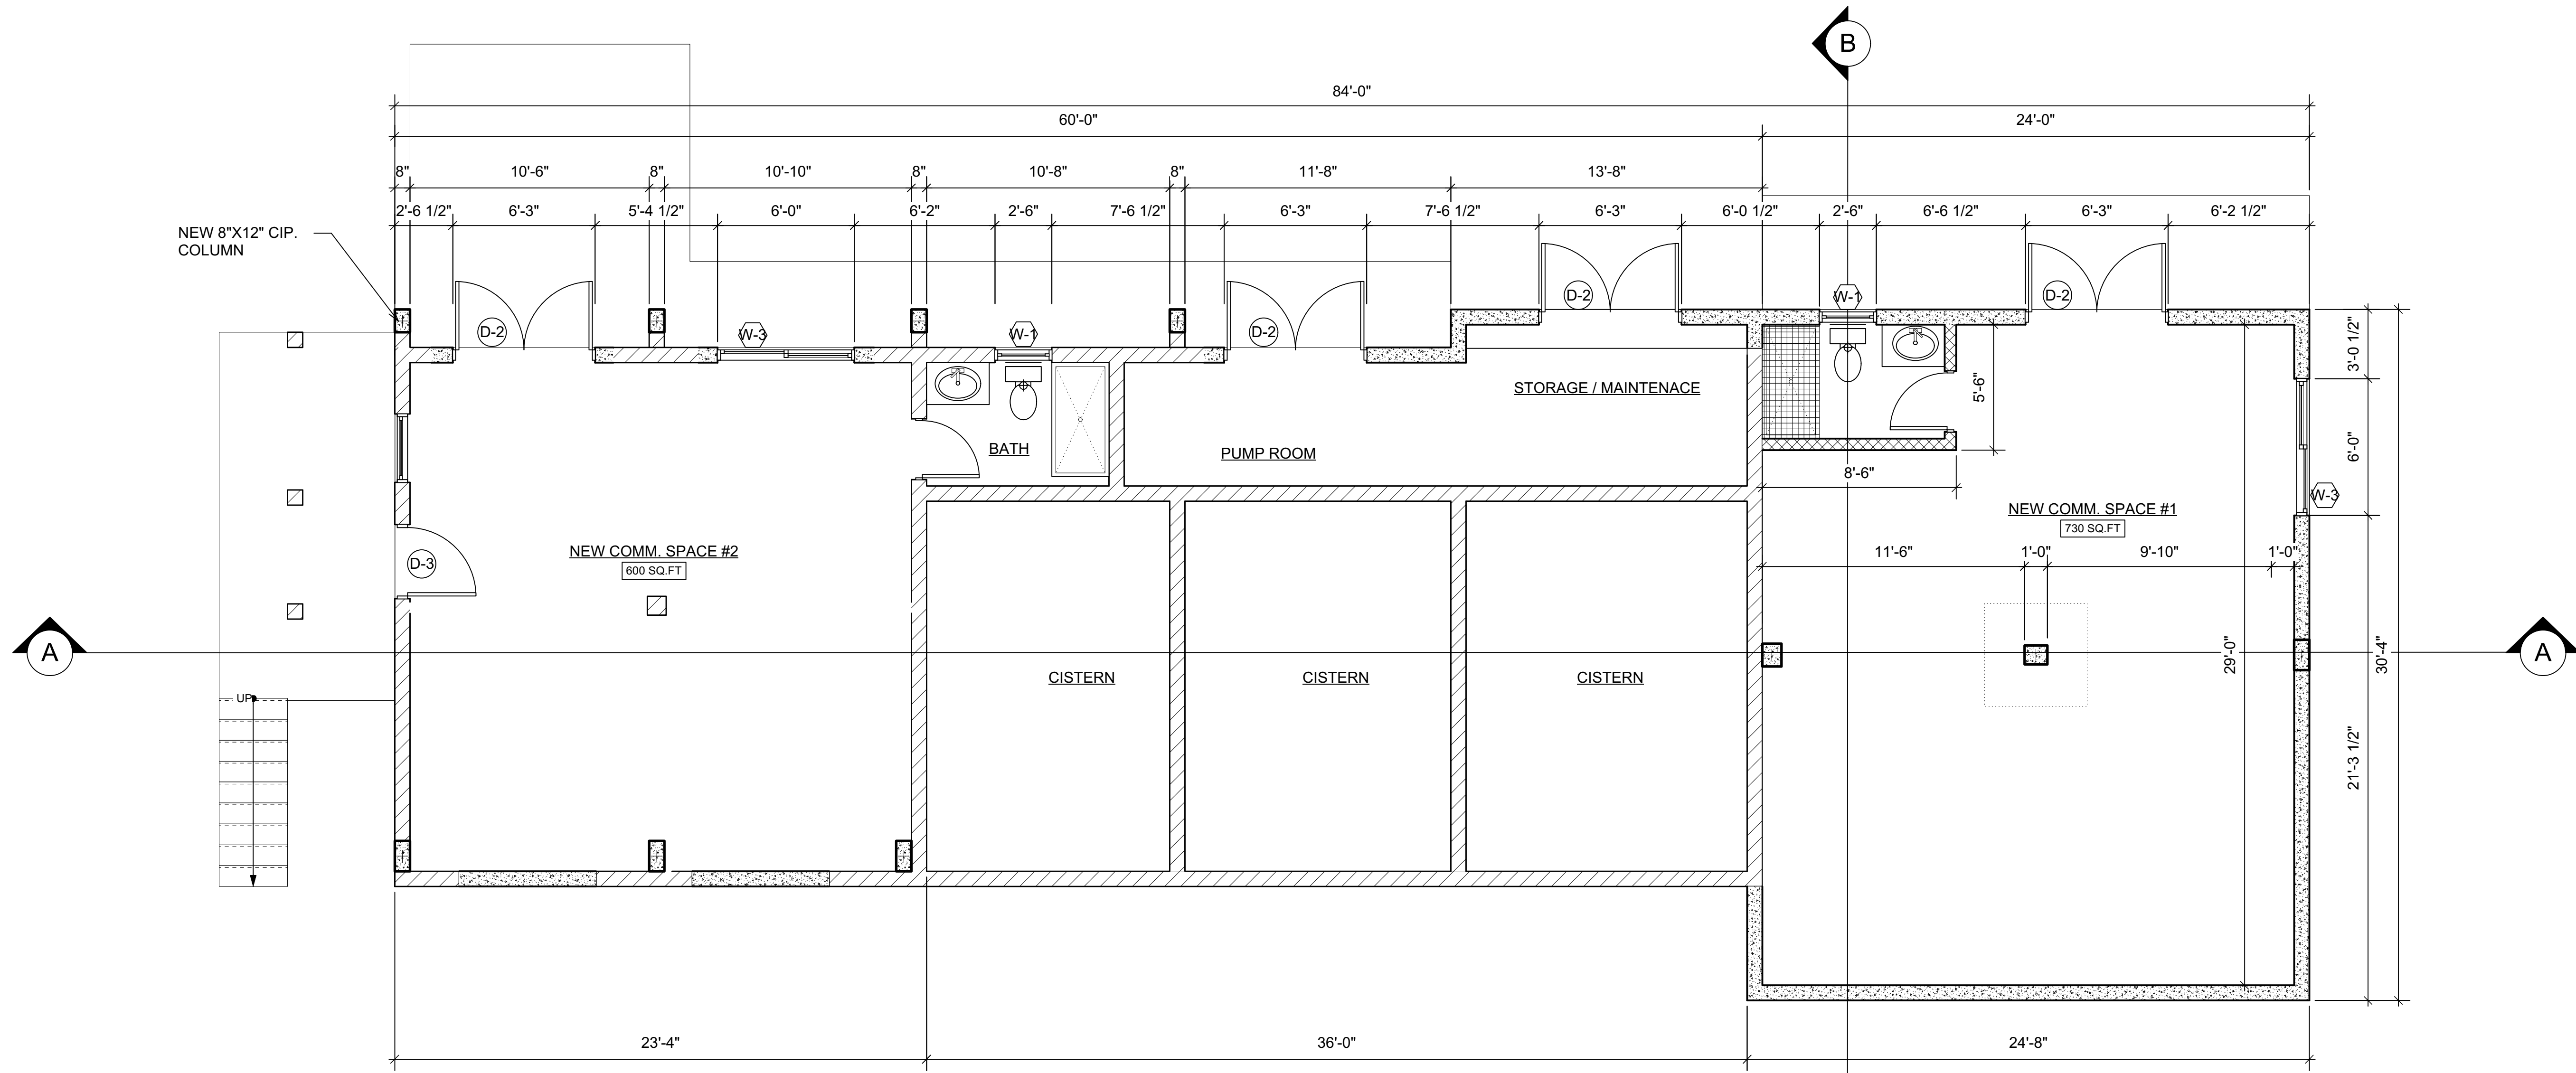 B
84'-0"
60'-0"
24'-0"
8"
10'-6"
8"
10'-10"
8"
10'-8"
8"
11'-8"
13'-8"
2'-6 1/2"
6'-3"
5'-4 1/2"
6'-0"
6'-2"
2'-6"
7'-6 1/2"
6'-3"
7'-6 1/2"
6'-3"
6'-0 1/2"
2'-6"
6'-6 1/2"
6'-3"
6'-2 1/2"
NEW 8"X12" CIP.
COLUMN
D-2
W-3
W-1
D-2
D-2
W-1
D-2
3'-0 1/2"
STORAGE / MAINTENACE
5'-6"
BATH
PUMP ROOM
6'-0"
8'-6"
W-3
NEW COMM. SPACE #1
730 SQ.FT
NEW COMM. SPACE #2
600 SQ.FT
D-3
11'-6"
1'-0"
9'-10"
1'-0"
A
29'-0"
30'-4"
A
CISTERN
CISTERN
CISTERN
UP
21'-3 1/2"
23'-4"
36'-0"
24'-8"